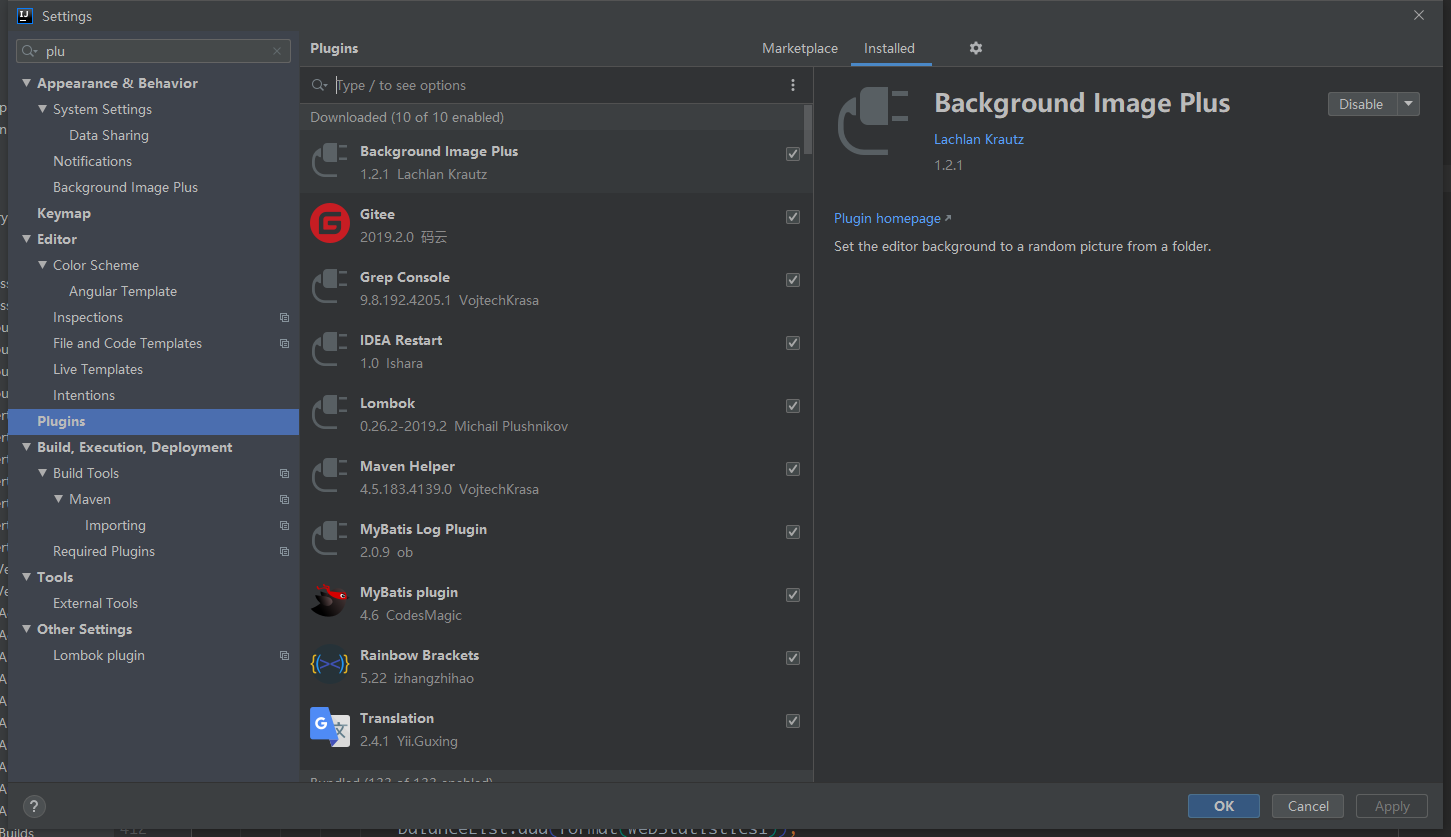 Settings
plu
Appearance & Behavior
System Settings
Data Sharing
Notifications
Background Image Plus
Keymap
Editor
Color Scheme
Angular Template
Inspections
File and Code Templates
Live Templates
Intentions
Plugins
Build, Execution, Deployment
Build Tools
Maven
Importing
Required Plugins
Tools
External Tools
Other Settings
Lombok plugin
Plugins
Marketplace
Installed
Type / to see options
Downloaded (10 of 10 enabled)
Background Image Plus
1.2.1 Lachlan Krautz
Gitee
2019.2.0 码云
Grep Console
9.8.192.4205.1 VojtechKrasa
IDEA Restart
1.0 Ishara
Lombok
0.26.2-2019.2 Michail Plushnikov
Maven Helper
4.5.183.4139.0 VojtechKrasa
MyBatis Log Plugin
2.0.9 ob
MyBatis plugin
4.6 CodesMagic
Rainbow Brackets
5.22 izhangzhihao
Translation
2.4.1 Yii.Guxing
Background Image Plus
Lachlan Krautz
1.2.1
Disable
Plugin homepage
Set the editor background to a random picture from a folder.
?
OK
Cancel
Apply
Builds
412